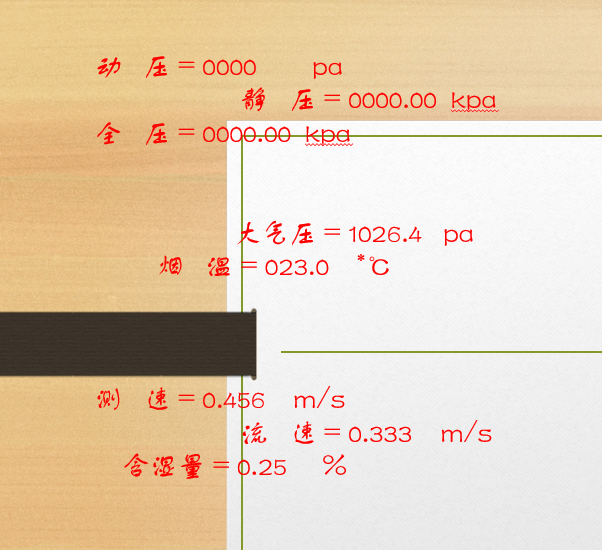 动 压 = 0000 pa
静 压 = 0000.00 kpa
全 压 = 0000.00 kpa
大气压 = 1026.4 pa
烟 温 = 023.0 *℃
测 速 = 0.456 m/s
流 速 = 0.333 m/s
含湿量 = 0.25 %